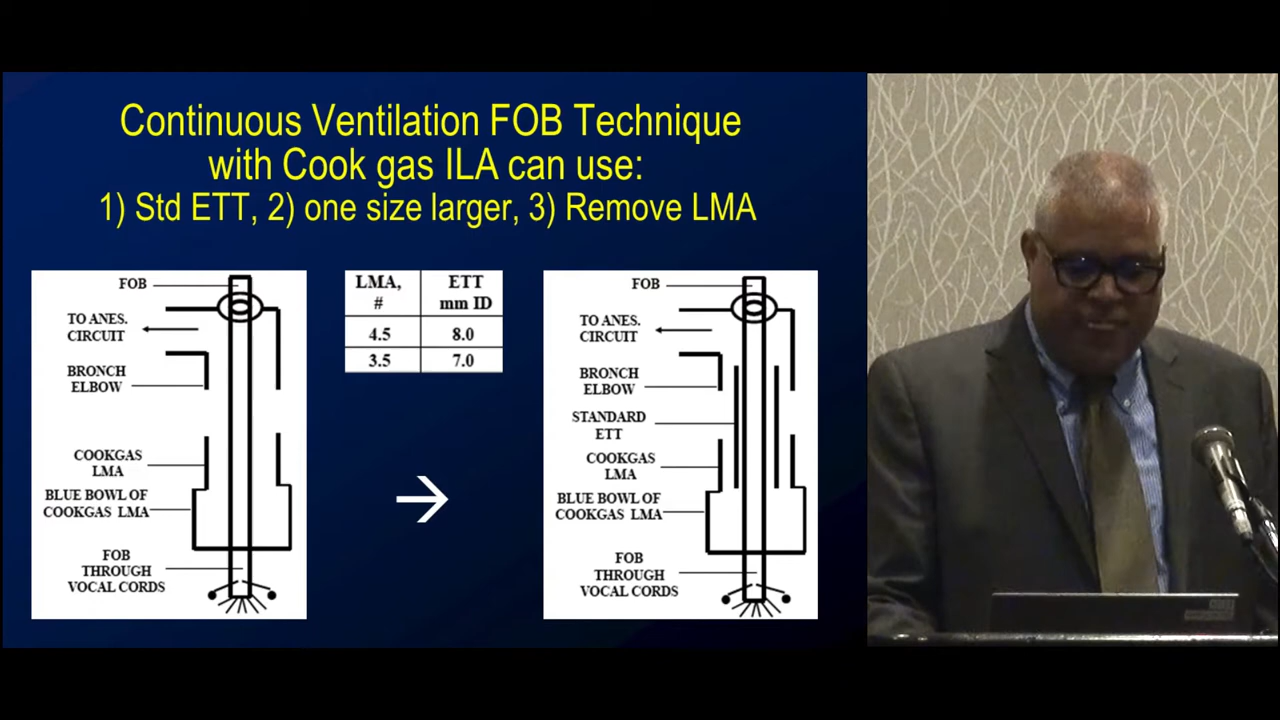 Continuous Ventilation FOB Technique
with Cook gas ILA can use:
1) Std ETT, 2) one size larger, 3) Remove LMA
FOB
TO ANES.
CIRCUIT
BRONCH
ELBOW
COOKGAS
LMA
BLUE BOWL OF
COOKGAS LMA
FOB
THROUGH
VOCAL CORDS
LMA, ETT
# mm ID
4.5 8.0
3.5 7.0
FOB
TO ANES.
CIRCUIT
BRONCH
ELBOW
STANDARD
ETT
COOKGAS
LMA
BLUE BOWL OF
COOKGAS LMA
FOB
THROUGH
VOCAL CORDS